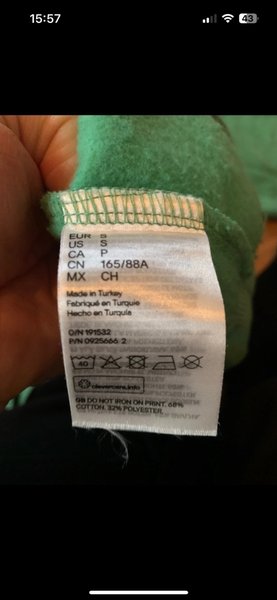 15:57
43
EUR S
US S
CA P
CN 165/88A
MX CH
Made in Turkey
Fabriqué en Turquie
Hecho en Turquía
O/N 191532
P/N 0925666 2
40
clevercare.info
GB DO NOT IRON ON PRINT. 68%
COTTON. 32% POLYESTER.